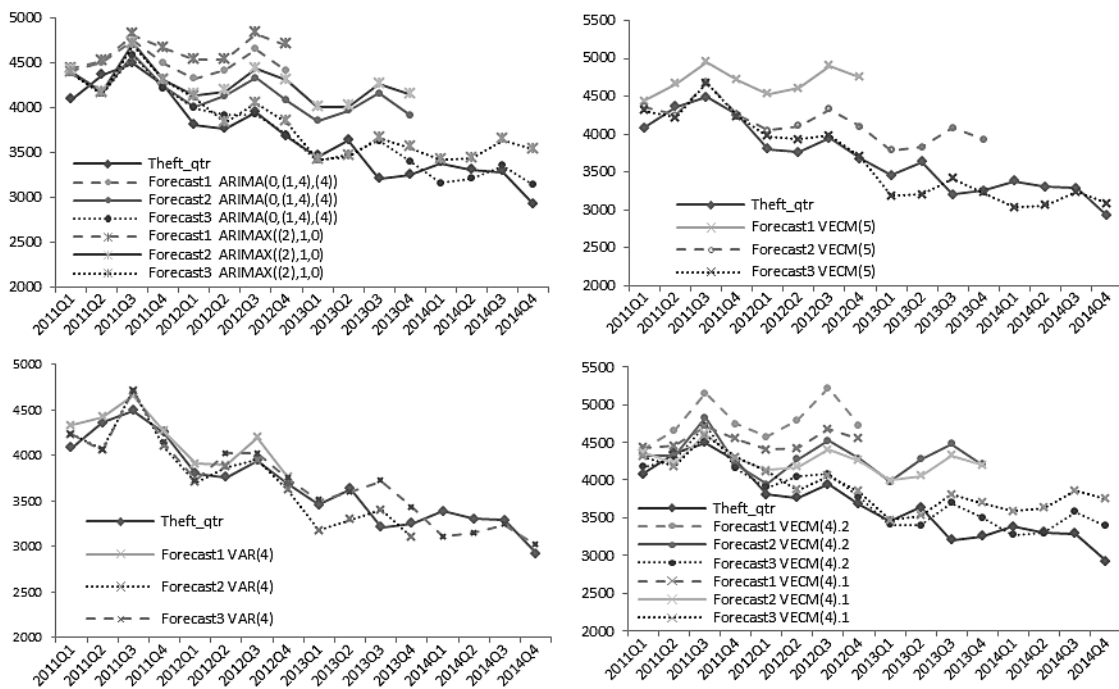 5000
4500
4000
3500
3000
2500
2000
Theft_qtr
Forecast1 ARIMA(0,(1,4),(4))
Forecast2 ARIMA(0,(1,4),(4))
Forecast3 ARIMA(0,(1,4),(4))
Forecast1 ARIMAX((2),1,0)
Forecast2 ARIMAX((2),1,0)
Forecast3 ARIMAX((2),1,0)
2011Q1
2011Q2
2011Q3
2011Q4
2012Q1
2012Q2
2012Q3
2012Q4
2013Q1
2013Q2
2013Q3
2013Q4
2014Q1
2014Q2
2014Q3
2014Q4
5500
5000
4500
4000
3500
3000
2500
2000
Theft_qtr
Forecast1 VECM(5)
Forecast2 VECM(5)
Forecast3 VECM(5)
2011Q1
2011Q2
2011Q3
2011Q4
2012Q1
2012Q2
2012Q3
2012Q4
2013Q1
2013Q2
2013Q3
2013Q4
2014Q1
2014Q2
2014Q3
2014Q4
5000
4500
4000
3500
3000
2500
2000
Theft_qtr
Forecast1 VAR(4)
Forecast2 VAR(4)
Forecast3 VAR(4)
2011Q1
2011Q2
2011Q3
2011Q4
2012Q1
2012Q2
2012Q3
2012Q4
2013Q1
2013Q2
2013Q3
2013Q4
2014Q1
2014Q2
2014Q3
2014Q4
5500
5000
4500
4000
3500
3000
2500
2000
Theft_qtr
Forecast1 VECM(4).2
Forecast2 VECM(4).2
Forecast3 VECM(4).2
Forecast1 VECM(4).1
Forecast2 VECM(4).1
Forecast3 VECM(4).1
2011Q1
2011Q2
2011Q3
2011Q4
2012Q1
2012Q2
2012Q3
2012Q4
2013Q1
2013Q2
2013Q3
2013Q4
2014Q1
2014Q2
2014Q3
2014Q4